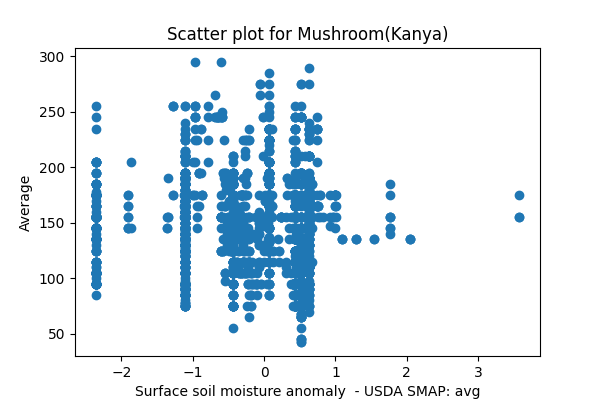 Scatter plot for Mushroom(Kanya)
300
250
200
150
100
50
Average
−2 −1 0 1 2 3
Surface soil moisture anomaly  - USDA SMAP: avg